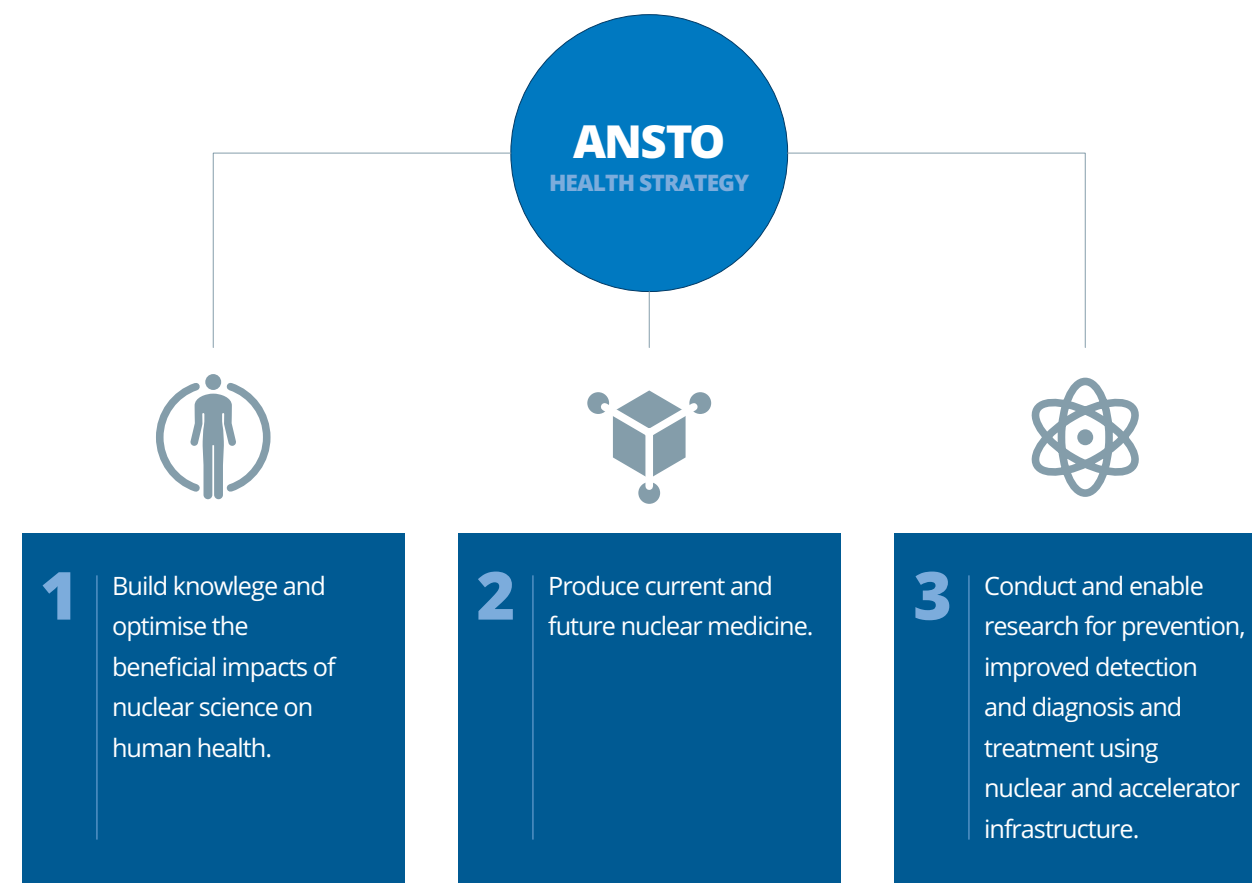 ANSTO
HEALTH STRATEGY
1
Build knowlege and
optimise the
beneficial impacts of
nuclear science on
human health.
2
Produce current and
future nuclear medicine.
3
Conduct and enable
research for prevention,
improved detection
and diagnosis and
treatment using
nuclear and accelerator
infrastructure.